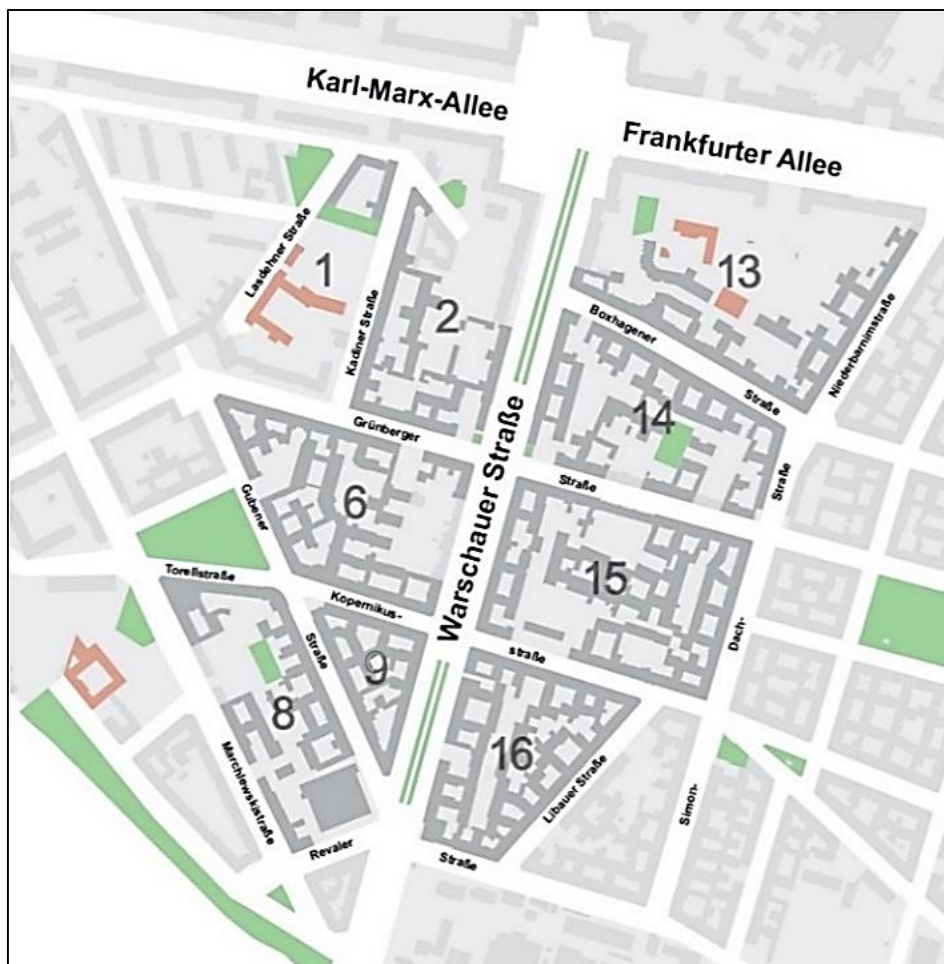 Karl-Marx-Allee
Frankfurter Allee
Lasdehner Straße
1
13
2
Kadiner Straße
Boxhagener
Straße
Niederbarnimstraße
14
Grünberger
Straße
Straße
Warschauer Straße
Gubener
6
15
Torellstraße
Kopernikus-
straße
Dach-
Straße
9
8
16
Libauer Straße
Simon-
Marchlewskistraße
Revaler
Straße